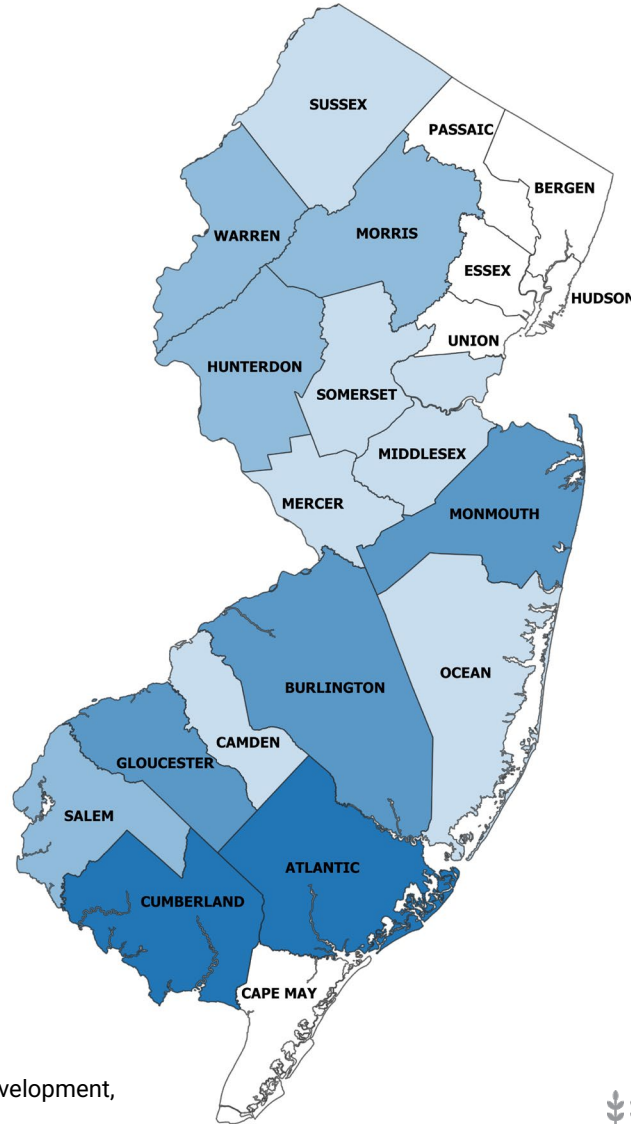 SUSSEX
PASSAIC
BERGEN
WARREN
MORRIS
ESSEX
HUDSON
UNION
HUNTERDON
SOMERSET
MIDDLESEX
MERCER
MONMOUTH
OCEAN
BURLINGTON
CAMDEN
GLOUCESTER
SALEM
ATLANTIC
CUMBERLAND
CAPE MAY
velopment,